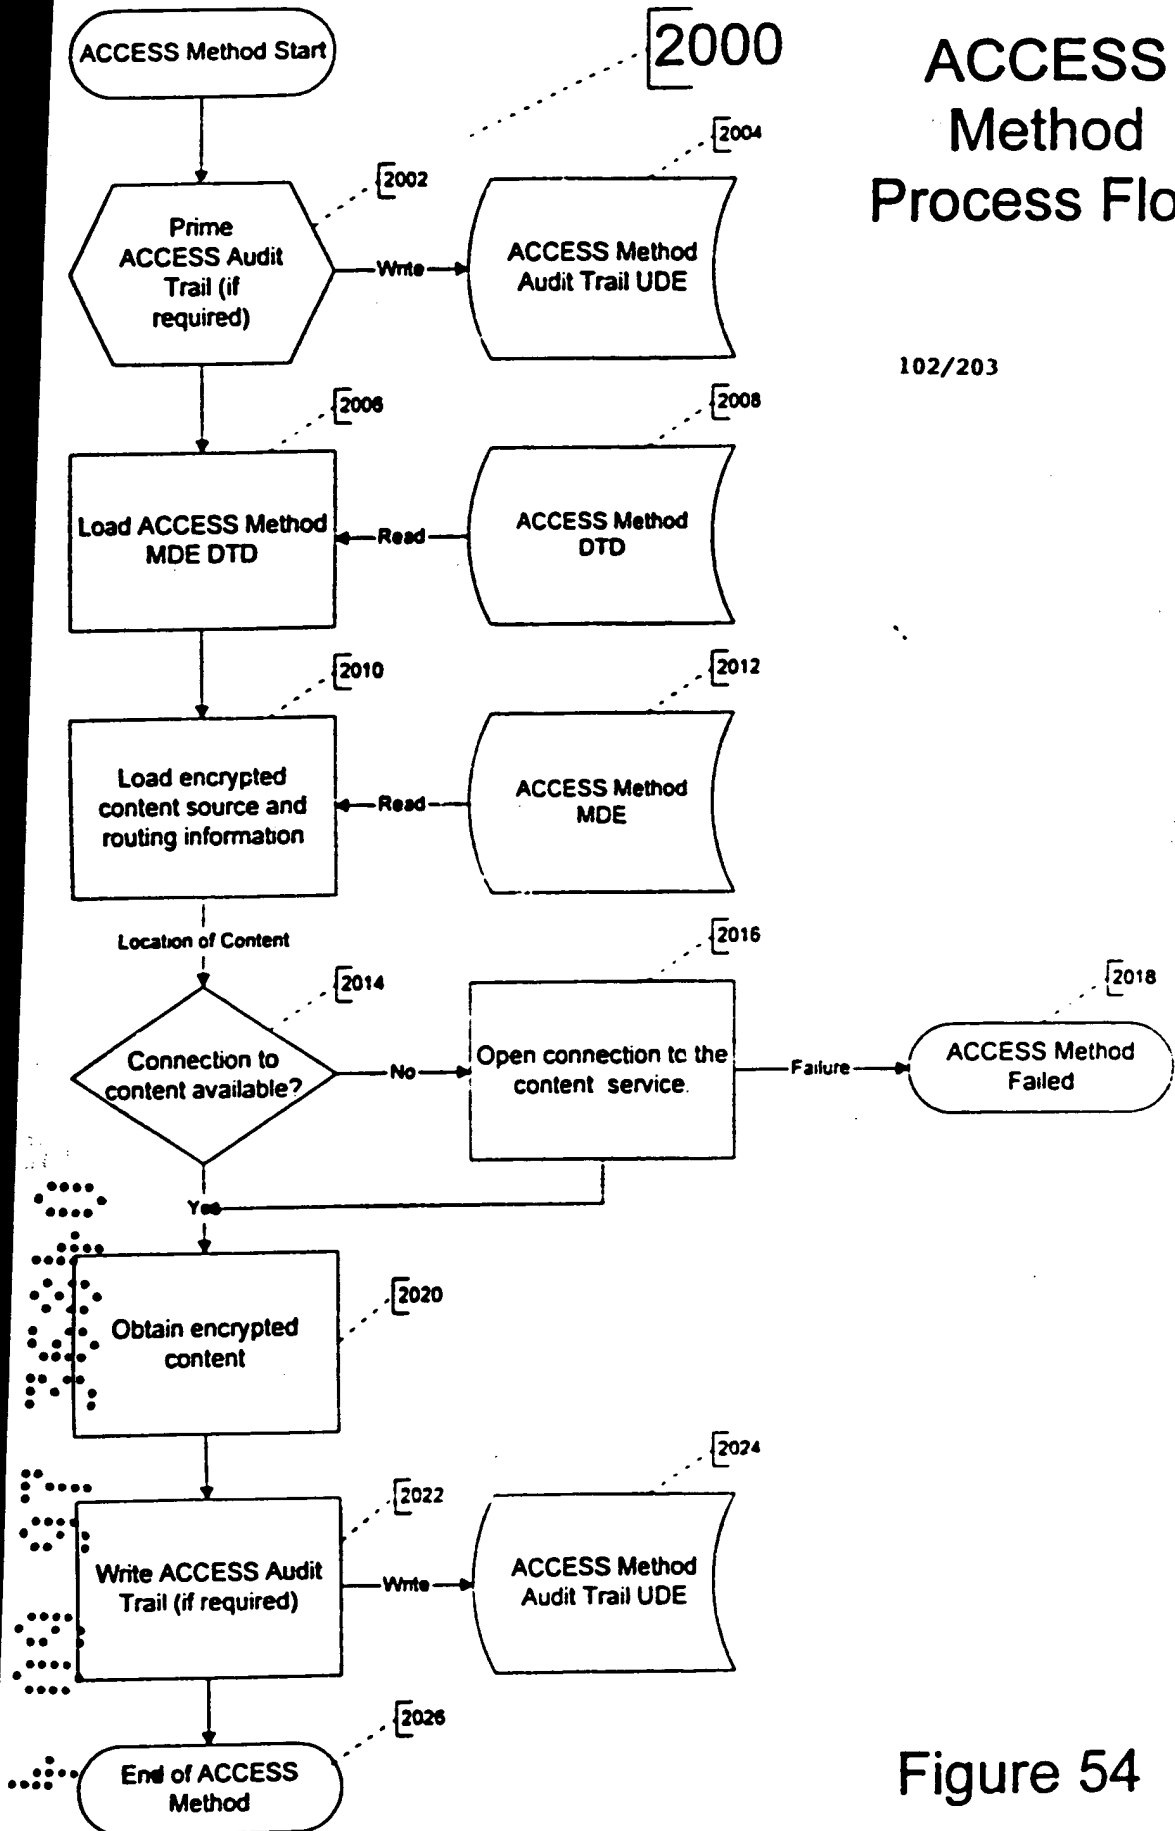 ACCESS Method Start
2000
ACCESS
Method
Process Flo
2002
2004
Prime
ACCESS Audit
Trail (if
required)
Write
ACCESS Method
Audit Trail UDE
102/203
2006
2008
Load ACCESS Method
MDE DTD
Read
ACCESS Method
DTD
2010
2012
Load encrypted
content source and
routing information
Read
ACCESS Method
MDE
Location of Content
2014
2016
2018
Connection to
content available?
No
Open connection to the
content service.
Failure
ACCESS Method
Failed
2020
Obtain encrypted
content
2022
2024
Write ACCESS Audit
Trail (if required)
Write
ACCESS Method
Audit Trail UDE
2026
End of ACCESS
Method
Figure 54